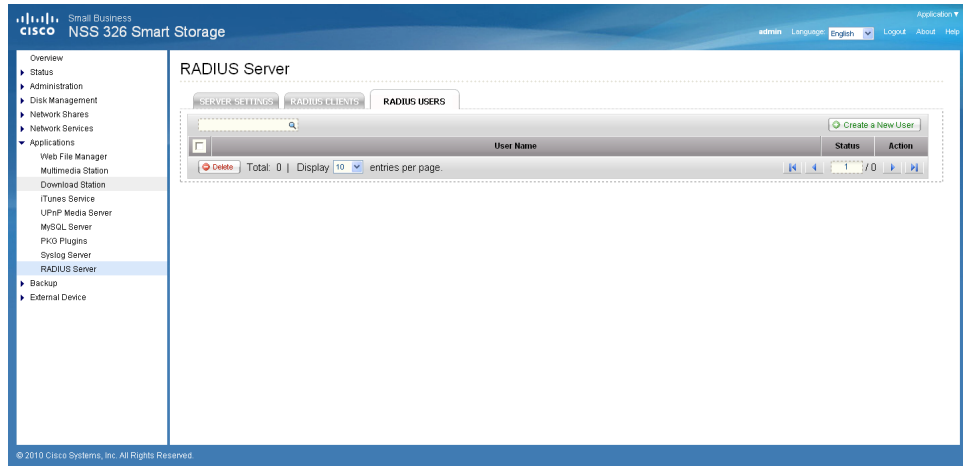 Small Business
CISCO NSS 326 Smart Storage
Application
admin Language: English Logout About Help
Overview
Status
Administration
Disk Management
Network Shares
Network Services
Applications
Web File Manager
Multimedia Station
Download Station
iTunes Service
UPnP Media Server
MySQL Server
PKG Plugins
Syslog Server
RADIUS Server
Backup
External Device
RADIUS Server
SERVER SETTINGS RADIUS CLIENTS RADIUS USERS
Create a New User
User Name Status Action
Delete Total: 0 | Display 10 entries per page. 1 / 0
© 2010 Cisco Systems, Inc. All Rights Reserved.